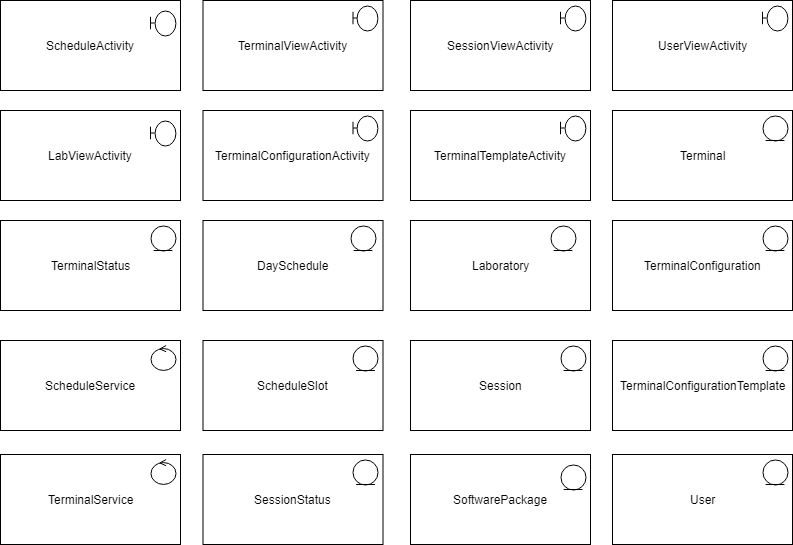 ScheduleActivity
TerminalViewActivity
SessionViewActivity
UserViewActivity
LabViewActivity
TerminalConfigurationActivity
TerminalTemplateActivity
Terminal
TerminalStatus
DaySchedule
Laboratory
TerminalConfiguration
ScheduleService
ScheduleSlot
Session
TerminalConfigurationTemplate
TerminalService
SessionStatus
SoftwarePackage
User